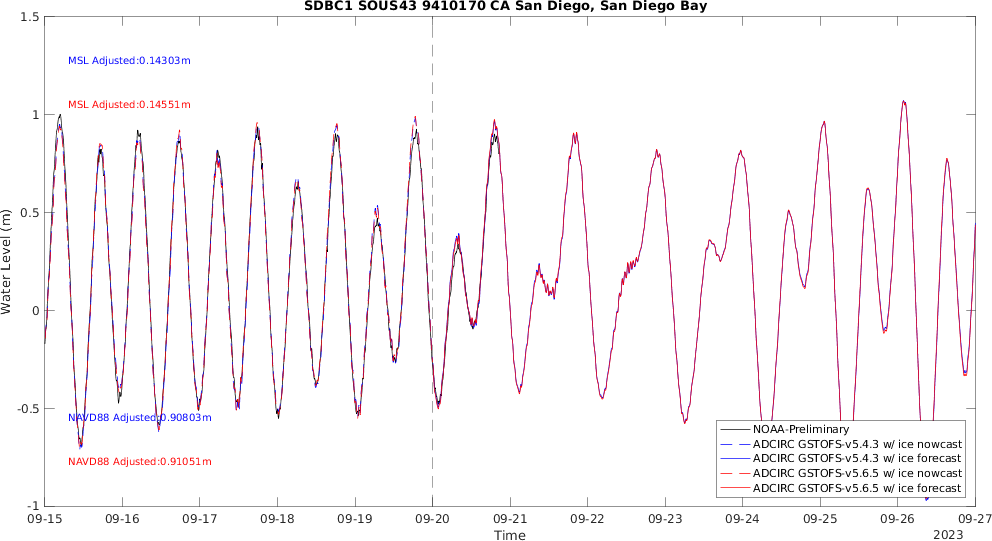 SDBC1 SOUS43 9410170 CA San Diego, San Diego Bay
1.5
MSL Adjusted:0.14303m
MSL Adjusted:0.14551m
1
0.5
Water Level (m)
0
-0.5
NAVD88 Adjusted:0.90803m
NAVD88 Adjusted:0.91051m
-1
NOAA-Preliminary
ADCIRC GSTOFS-v5.4.3 w/ ice nowcast
ADCIRC GSTOFS-v5.4.3 w/ ice forecast
ADCIRC GSTOFS-v5.6.5 w/ ice nowcast
ADCIRC GSTOFS-v5.6.5 w/ ice forecast
09-15 09-16 09-17 09-18 09-19 09-20 09-21 09-22 09-23 09-24 09-25 09-26 09-27
Time
2023